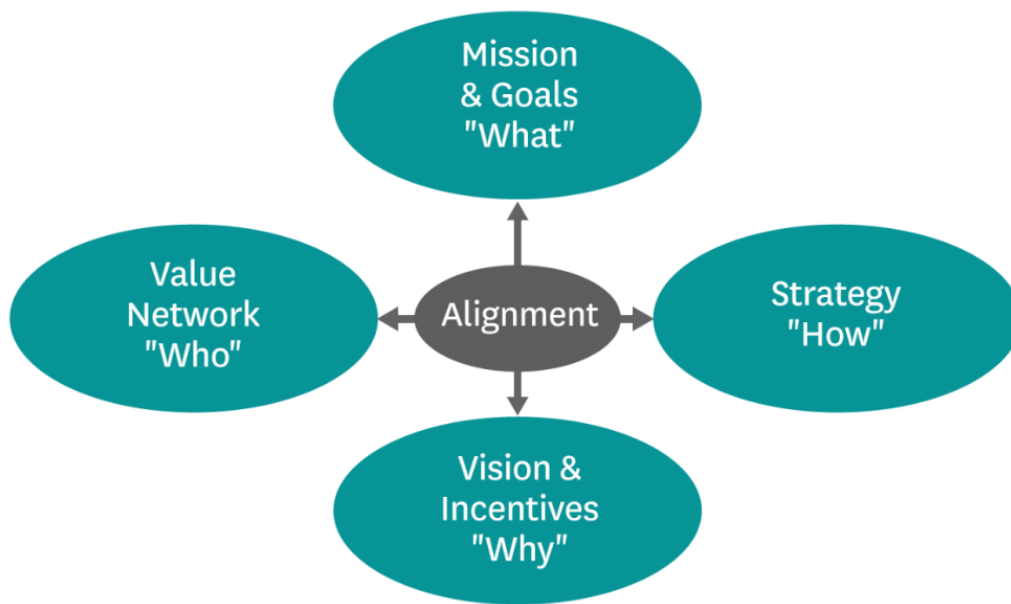 Mission
& Goals
"What"
Value
Network
"Who"
Alignment
Strategy
"How"
Vision &
Incentives
"Why"